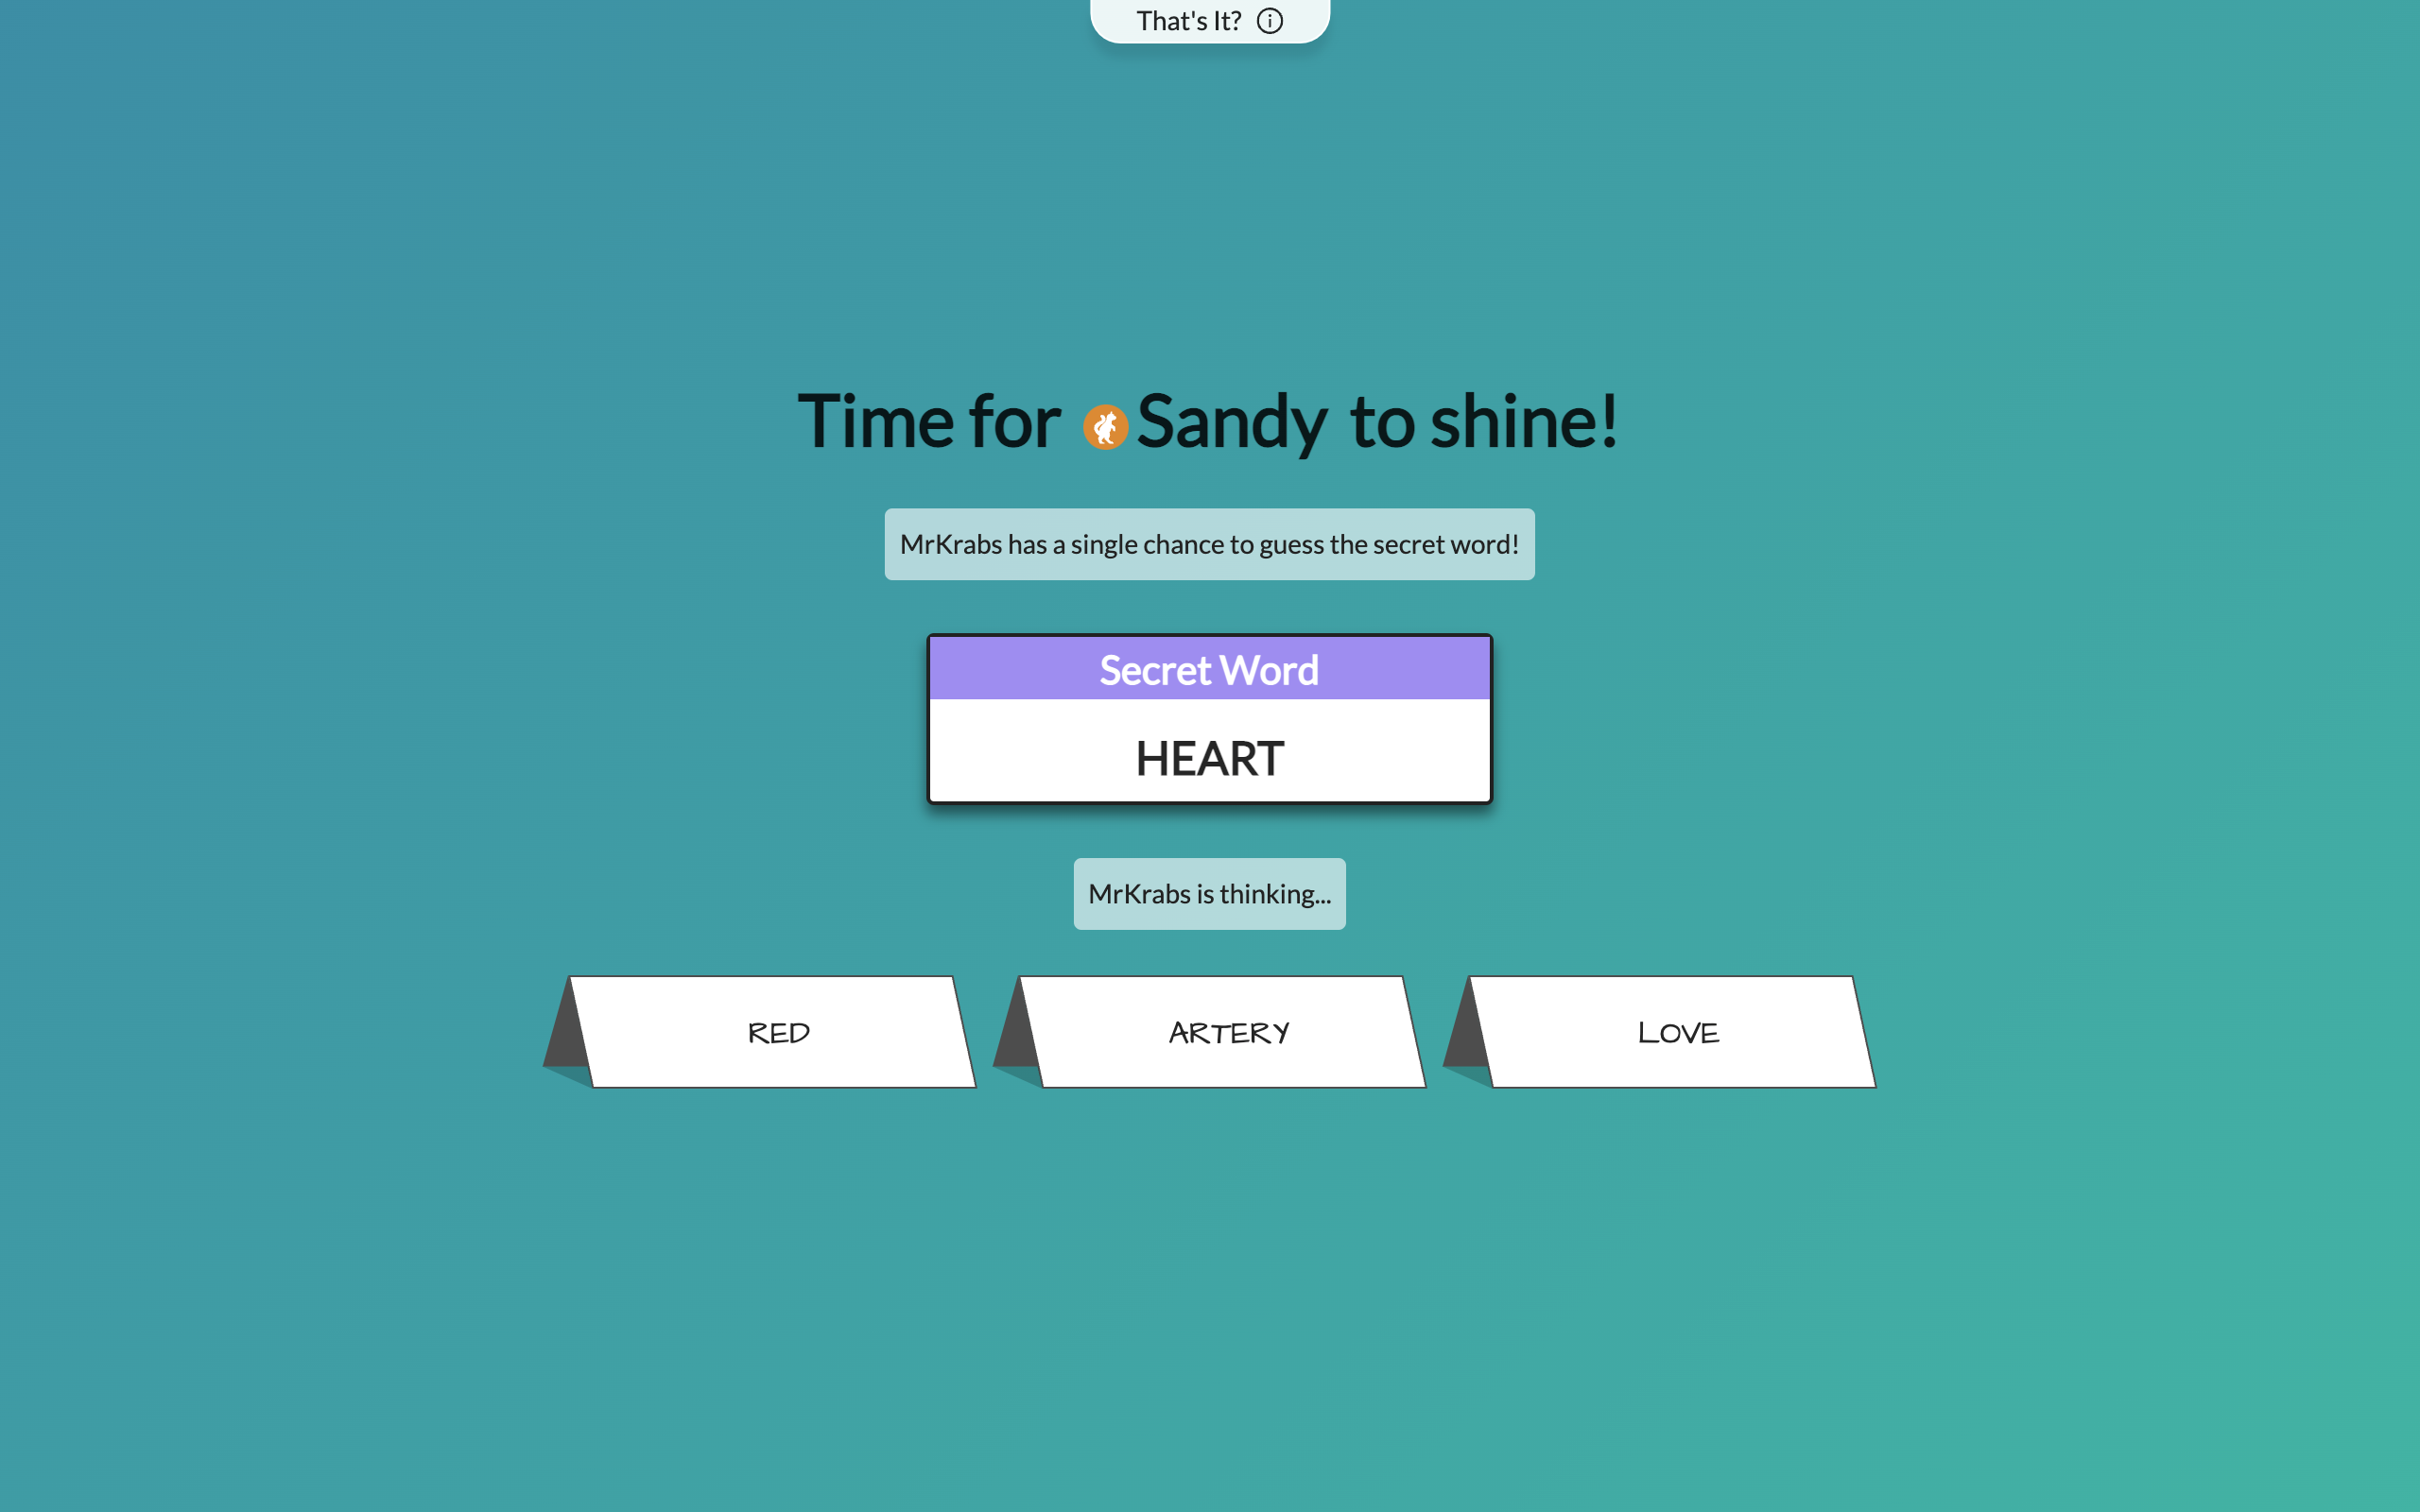 That's It?
Time for Sandy to shine!
MrKrabs has a single chance to guess the secret word!
Secret Word
HEART
MrKrabs is thinking...
RED
ARTERY
LOVE